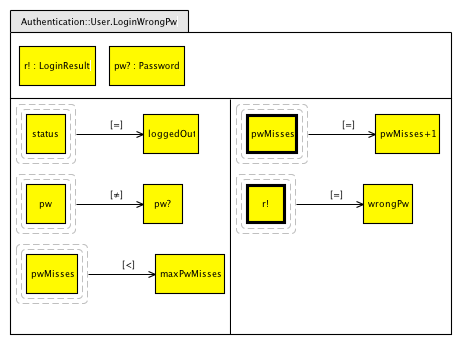 Authentication::User.LoginWrongPw
r! : LoginResult
pw? : Password
status
[=]
loggedOut
pwMisses
[=]
pwMisses+1
pw
[≠]
pw?
r!
[=]
wrongPw
pwMisses
[<]
maxPwMisses